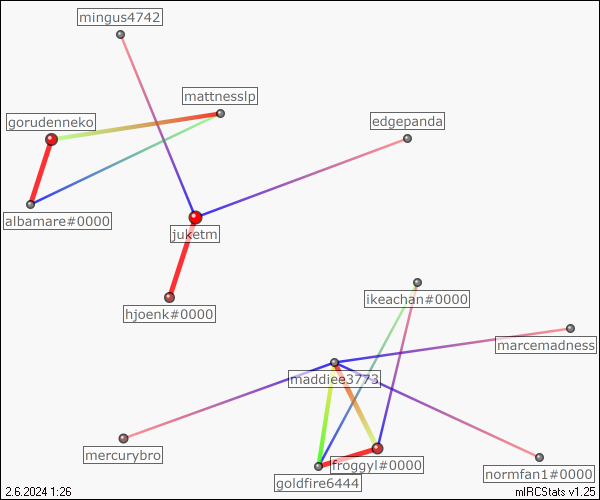 mingus4742
mattnesslp
gorudenneko
edgepanda
albamare#0000
juketm
ikeachan#0000
hjoenk#0000
marcemadness
maddiee3773
mercurybro
froggyl#0000
normfan1#0000
goldfire6444
2.6.2024 1:26
mIRCStats v1.25